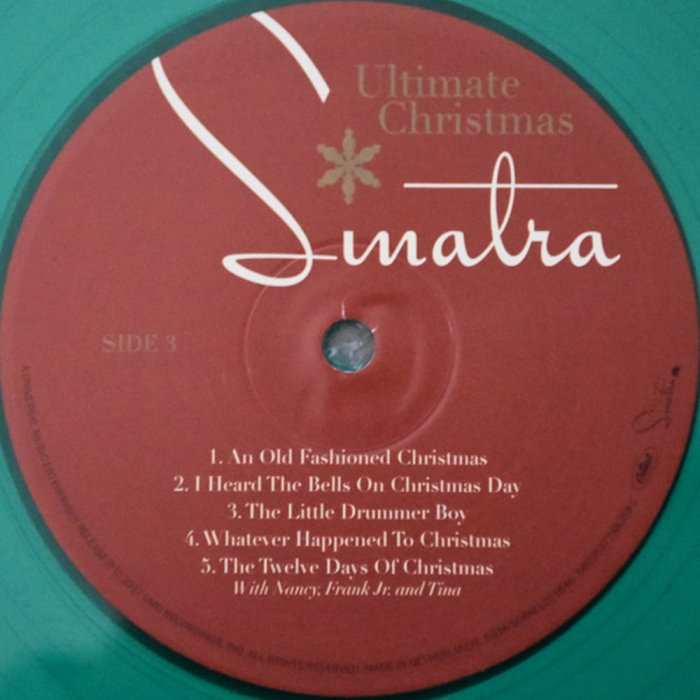 Ultimate
Christmas
Sinatra
SIDE 3
1. An Old Fashioned Christmas
2. I Heard The Bells On Christmas Day
3. The Little Drummer Boy
4. Whatever Happened To Christmas
5. The Twelve Days Of Christmas
With Nancy, Frank Jr. and Tina
Sinatra
Capitol